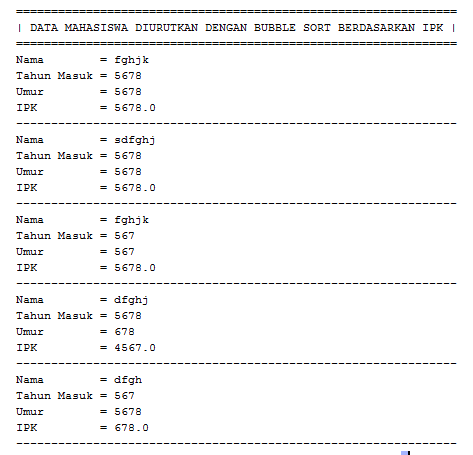 ===============================================================
| DATA MAHASISWA DIURUTKAN DENGAN BUBBLE SORT BERDASARKAN IPK |
===============================================================
Nama        = fghjk
Tahun Masuk = 5678
Umur        = 5678
IPK         = 5678.0
---------------------------------------------------------------
Nama        = sdfghj
Tahun Masuk = 5678
Umur        = 5678
IPK         = 5678.0
---------------------------------------------------------------
Nama        = fghjk
Tahun Masuk = 567
Umur        = 567
IPK         = 5678.0
---------------------------------------------------------------
Nama        = dfghj
Tahun Masuk = 5678
Umur        = 678
IPK         = 4567.0
---------------------------------------------------------------
Nama        = dfgh
Tahun Masuk = 567
Umur        = 5678
IPK         = 678.0
---------------------------------------------------------------